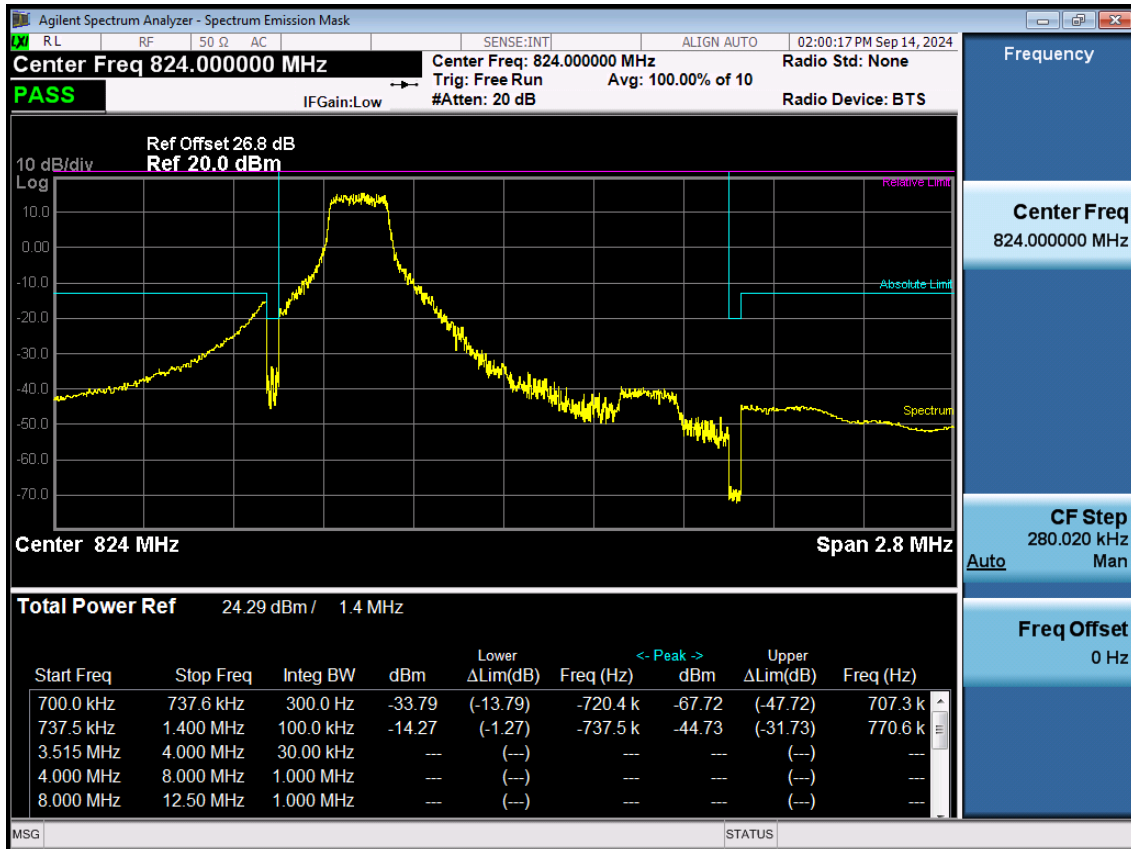 Agilent Spectrum Analyzer - Spectrum Emission Mask
LXI RL RF 50 Ω AC SENSE:INT ALIGN AUTO 02:00:17 PM Sep 14, 2024
Center Freq 824.000000 MHz Center Freq: 824.000000 MHz Radio Std: None
Trig: Free Run Avg: 100.00% of 10
PASS IFGain:Low #Atten: 20 dB Radio Device: BTS
Ref Offset 26.8 dB
10 dB/div Ref 20.0 dBm
Log
Relative Limit
10.0
0.00
-10.0
Absolute Limit
-20.0
-30.0
-40.0
Spectrum
-50.0
-60.0
-70.0
Center 824 MHz Span 2.8 MHz
Total Power Ref 24.29 dBm / 1.4 MHz
Lower <- Peak -> Upper
Start Freq Stop Freq Integ BW dBm ΔLim(dB) Freq (Hz) dBm ΔLim(dB) Freq (Hz)
700.0 kHz 737.6 kHz 300.0 Hz -33.79 (-13.79) -720.4 k -67.72 (-47.72) 707.3 k
737.5 kHz 1.400 MHz 100.0 kHz -14.27 (-1.27) -737.5 k -44.73 (-31.73) 770.6 k
3.515 MHz 4.000 MHz 30.00 kHz --- (---) --- --- (---) ---
4.000 MHz 8.000 MHz 1.000 MHz --- (---) --- --- (---) ---
8.000 MHz 12.50 MHz 1.000 MHz --- (---) --- --- (---) ---
MSG STATUS
Frequency
Center Freq
824.000000 MHz
CF Step
280.020 kHz
Auto Man
Freq Offset
0 Hz